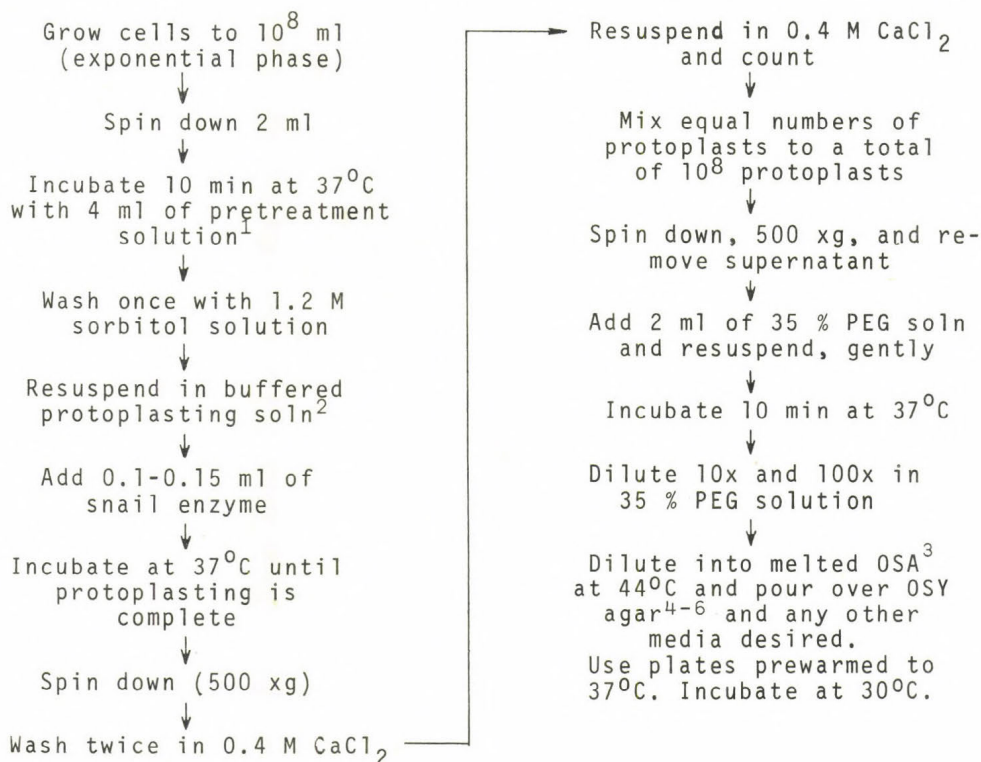 Grow cells to 10⁸ ml
(exponential phase)
Spin down 2 ml
Incubate 10 min at 37°C
with 4 ml of pretreatment
solution¹
Wash once with 1.2 M
sorbitol solution
Resuspend in buffered
protoplasting soln²
Add 0.1-0.15 ml of
snail enzyme
Incubate at 37°C until
protoplasting is
complete
Spin down (500 xg)
Wash twice in 0.4 M CaCl₂
Resuspend in 0.4 M CaCl₂
and count
Mix equal numbers of
protoplasts to a total
of 10⁸ protoplasts
Spin down, 500 xg, and re-
move supernatant
Add 2 ml of 35 % PEG soln
and resuspend, gently
Incubate 10 min at 37°C
Dilute 10x and 100x in
35 % PEG solution
Dilute into melted OSA³
at 44°C and pour over OSY
agar⁴⁻⁶ and any other
media desired.
Use plates prewarmed to
37°C. Incubate at 30°C.